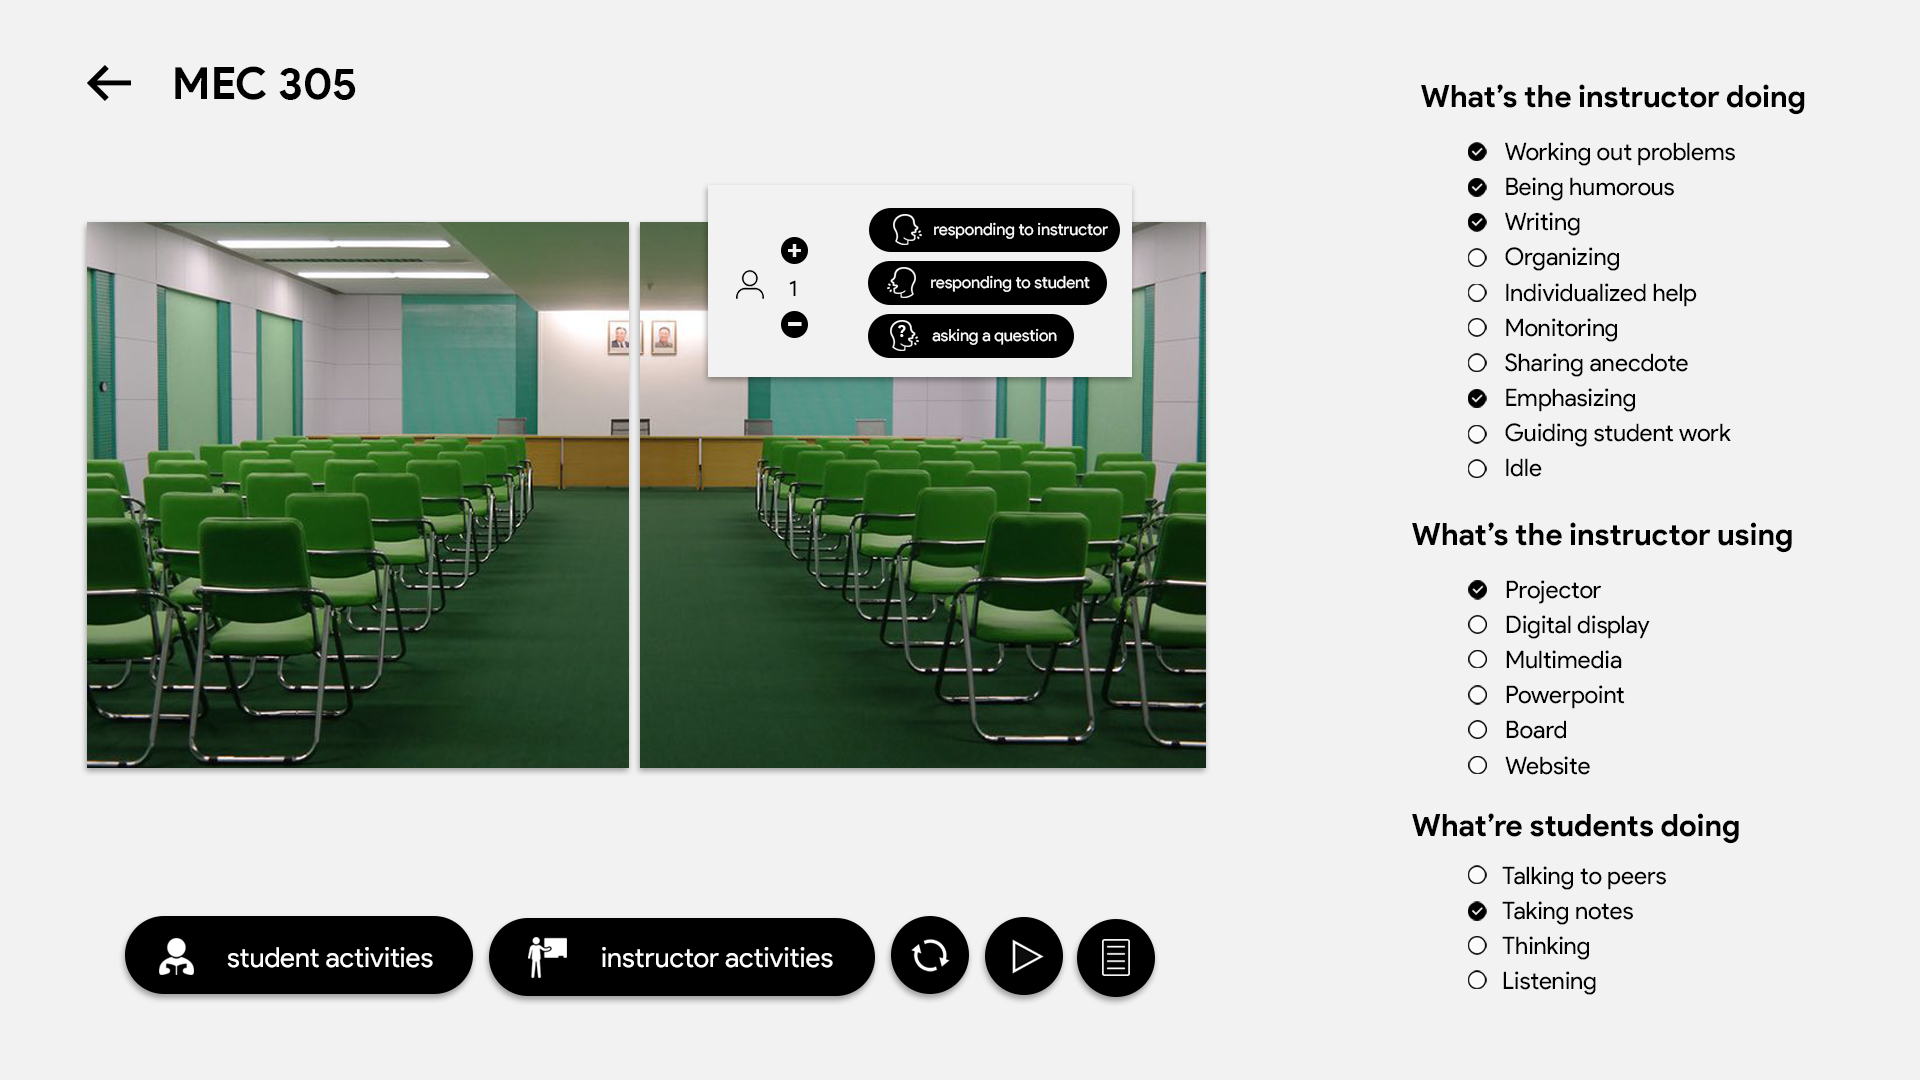 MEC 305
1
responding to instructor
responding to student
? asking a question
student activities
instructor activities
What's the instructor doing
Working out problems
Being humorous
Writing
Organizing
Individualized help
Monitoring
Sharing anecdote
Emphasizing
Guiding student work
Idle
What's the instructor using
Projector
Digital display
Multimedia
Powerpoint
Board
Website
What're students doing
Talking to peers
Taking notes
Thinking
Listening